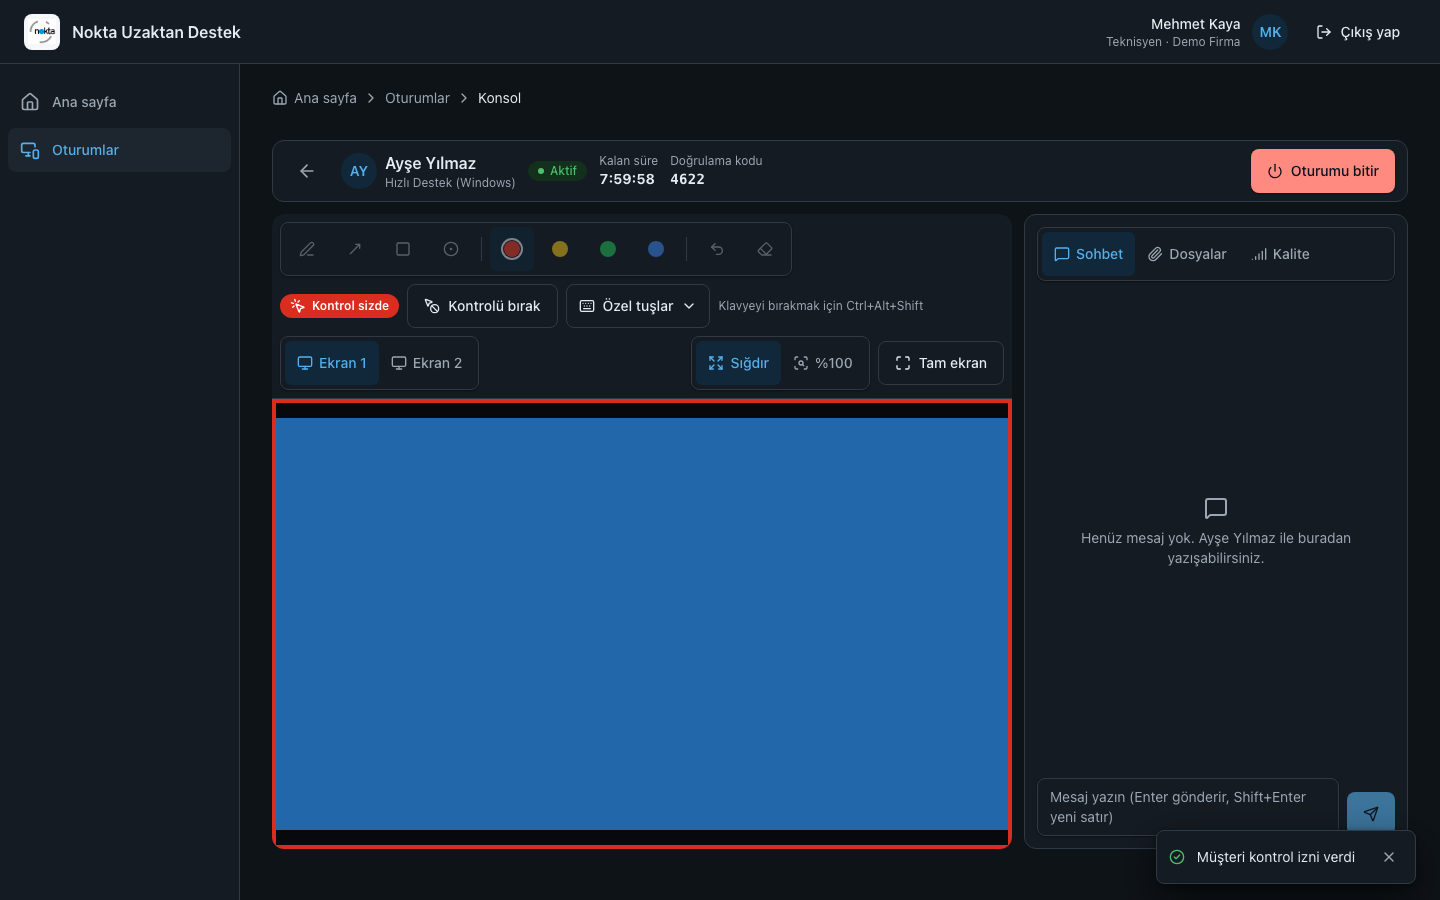 nokta
Nokta Uzaktan Destek
Mehmet Kaya
Teknisyen · Demo Firma
MK
Çıkış yap
Ana sayfa
Oturumlar
Ana sayfa > Oturumlar > Konsol
AY
Ayşe Yılmaz
Hızlı Destek (Windows)
Aktif
Kalan süre
7:59:58
Doğrulama kodu
4622
Oturumu bitir
Kontrol sizde
Kontrolü bırak
Özel tuşlar
Klavyeyi bırakmak için Ctrl+Alt+Shift
Ekran 1
Ekran 2
Sığdır
%100
Tam ekran
Sohbet
Dosyalar
Kalite
Henüz mesaj yok. Ayşe Yılmaz ile buradan
yazışabilirsiniz.
Mesaj yazın (Enter gönderir, Shift+Enter
yeni satır)
Müşteri kontrol izni verdi